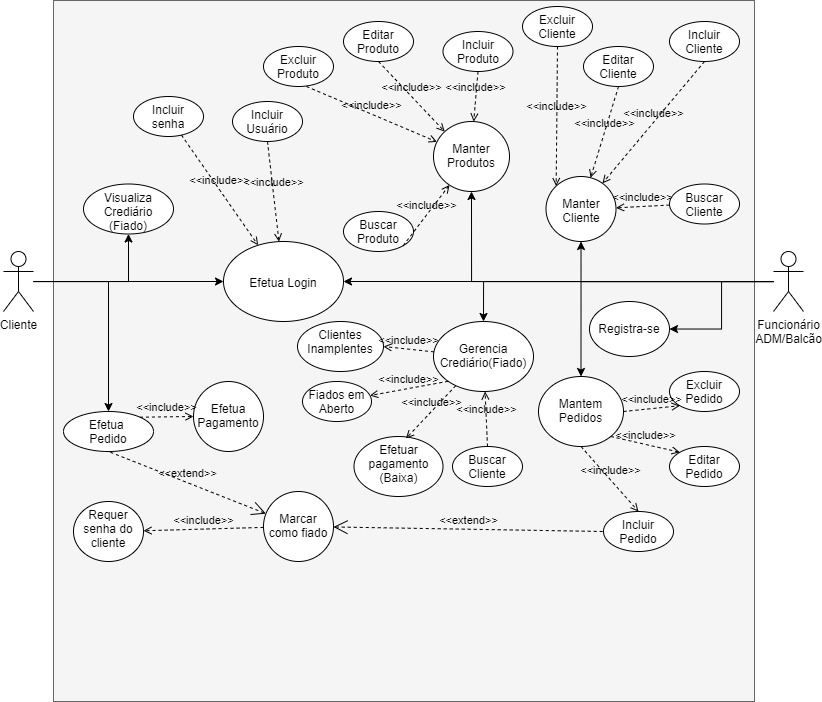 Excluir
Cliente
Editar
Produto
Incluir
Produto
Incluir
Cliente
Excluir
Produto
Editar
Cliente
<<include>>
<<include>>
<<include>>
<<include>>
Incluir
senha
Incluir
Usuário
<<include>>
<<include>>
Manter
Produtos
<<include>>
<<include>>
Visualiza
Crediário
(Fiado)
<<include>>
Buscar
Produto
Manter
Cliente
<<include>>
Buscar
Cliente
Efetua Login
Cliente
Funcionário
ADM/Balcão
Registra-se
Clientes
Inamplentes
<<include>>
Gerencia
Crediário(Fiado)
<<include>>
Fiados em
Aberto
<<include>>
<<include>>
Mantem
Pedidos
<<include>>
Excluir
Pedido
Efetua
Pedido
<<include>>
Efetua
Pagamento
<<include>>
Editar
Pedido
Efetuar
pagamento
(Baixa)
Buscar
Cliente
<<include>>
<<extend>>
Requer
senha do
cliente
<<include>>
Marcar
como fiado
<<extend>>
Incluir
Pedido